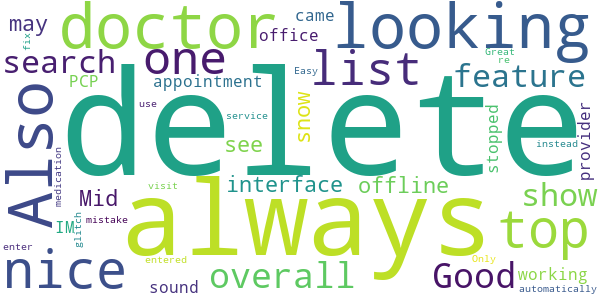 may
doctor
came
office
looking
search
one
list
Great
re
fix
PCP
appointment
Easy
feature
Also
delete
snow
use
service
see
stopped
provider
instead
medication
Mid
interface
offline
visit
show
always
top
IM
mistake
glitch
enter
nice
entered
overall
sound
Good
Only
working
automatically